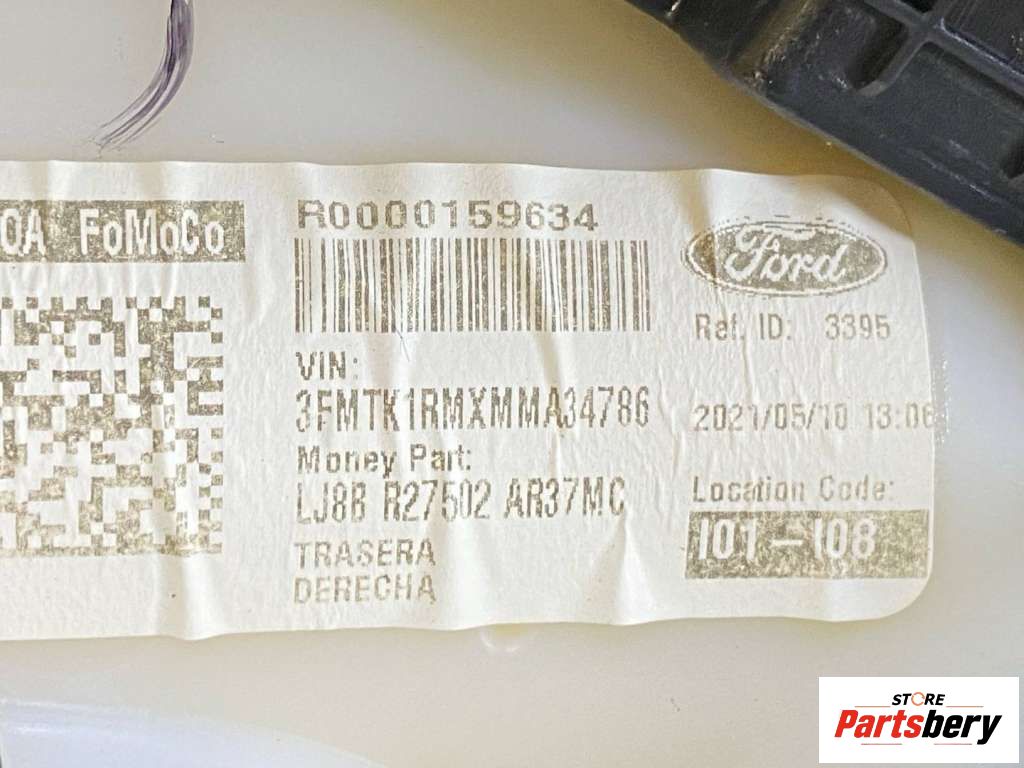 0A FoMoCo
R0000159634
VIN:
3FMTK1RMXMMA34786
Money Part:
LJ8B R27502 AR37MC
TRASERA
DERECHA
Ford
Ref. ID: 3395
2021/05/10 13:06
Location Code:
I01-I08
STORE
Partsbery